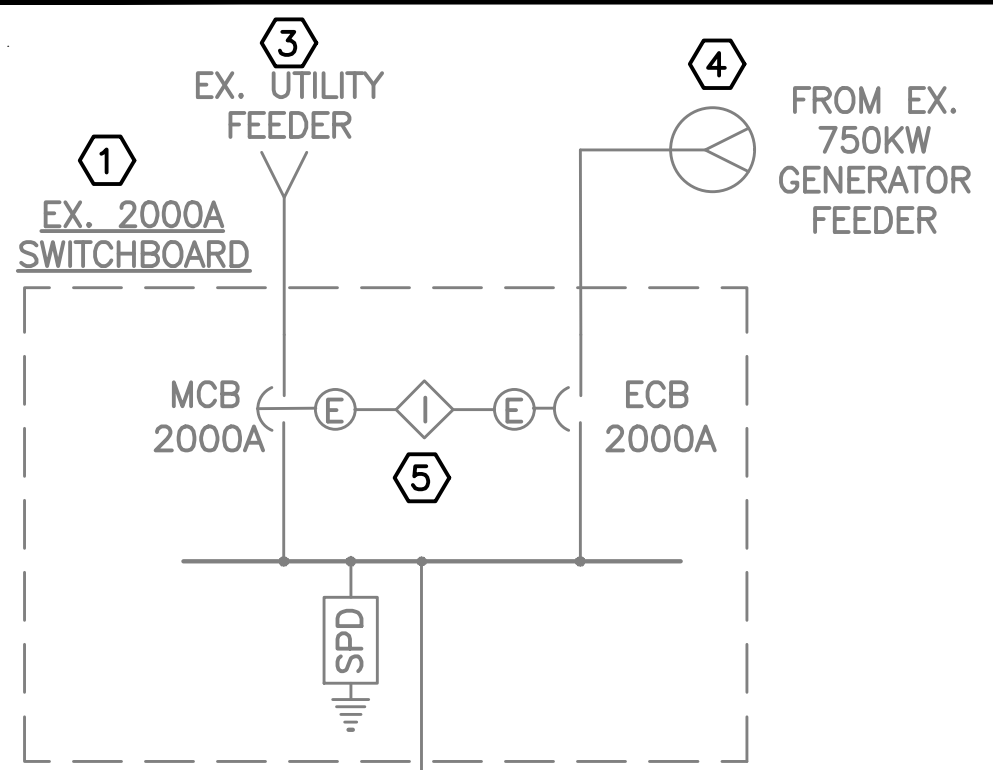 3
EX. UTILITY
FEEDER
4
FROM EX.
750KW
GENERATOR
FEEDER
1
EX. 2000A
SWITCHBOARD
MCB
2000A
E
I
E
ECB
2000A
5
SPD